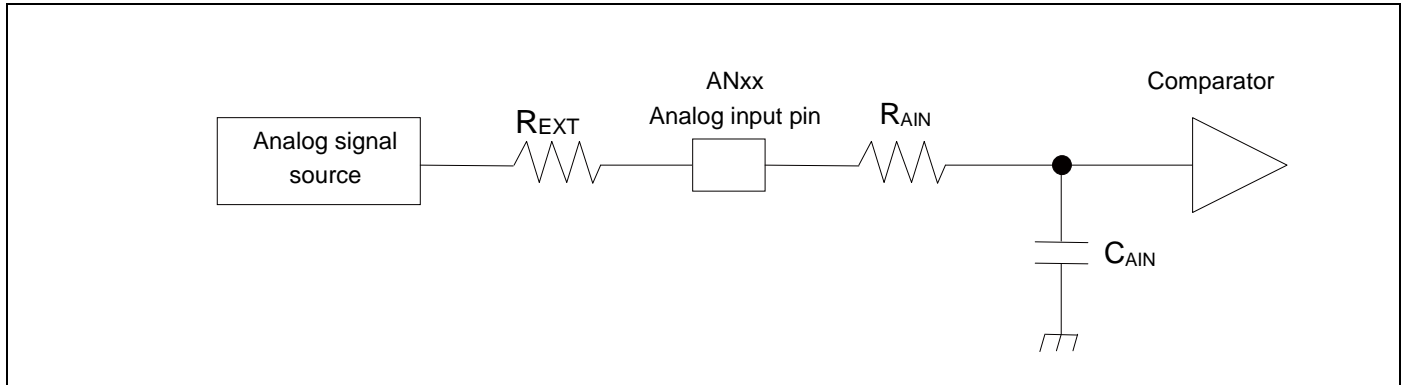 ANxx
Analog input pin
Comparator
Analog signal
source
REXT
RAIN
CAIN